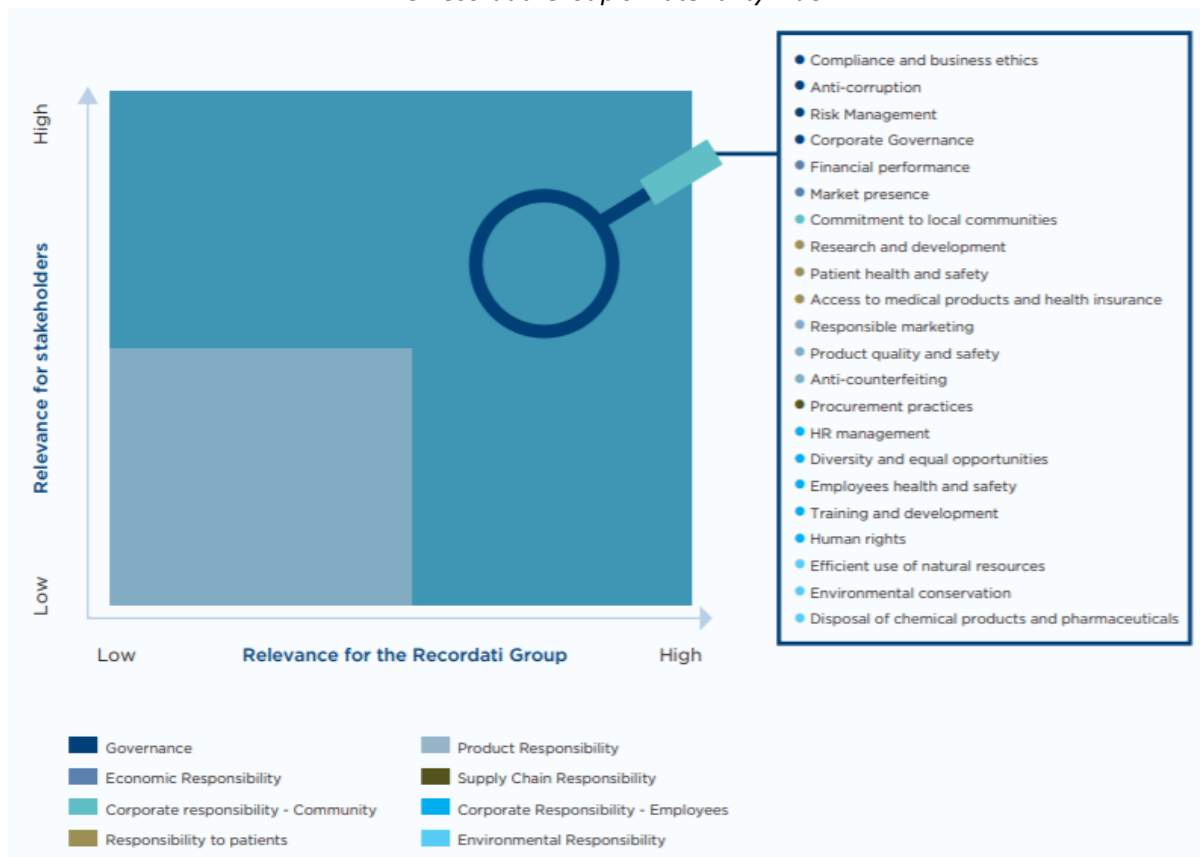 High
Relevance for stakeholders
Low
Low
Relevance for the Recordati Group
High
Compliance and business ethics
Anti-corruption
Risk Management
Corporate Governance
Financial performance
Market presence
Commitment to local communities
Research and development
Patient health and safety
Access to medical products and health insurance
Responsible marketing
Product quality and safety
Anti-counterfeiting
Procurement practices
HR management
Diversity and equal opportunities
Employees health and safety
Training and development
Human rights
Efficient use of natural resources
Environmental conservation
Disposal of chemical products and pharmaceuticals
Governance
Economic Responsibility
Corporate responsibility - Community
Responsibility to patients
Product Responsibility
Supply Chain Responsibility
Corporate Responsibility - Employees
Environmental Responsibility